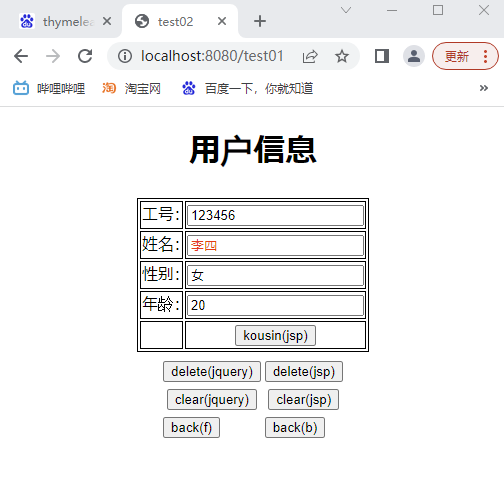 thymelea
test02
localhost:8080/test01
更新
哔哩哔哩 淘宝网 百度一下，你就知道 »
用户信息
工号： 123456
姓名： 李四
性别： 女
年龄： 20
kousin(jsp)
delete(jquery) delete(jsp)
clear(jquery) clear(jsp)
back(f) back(b)